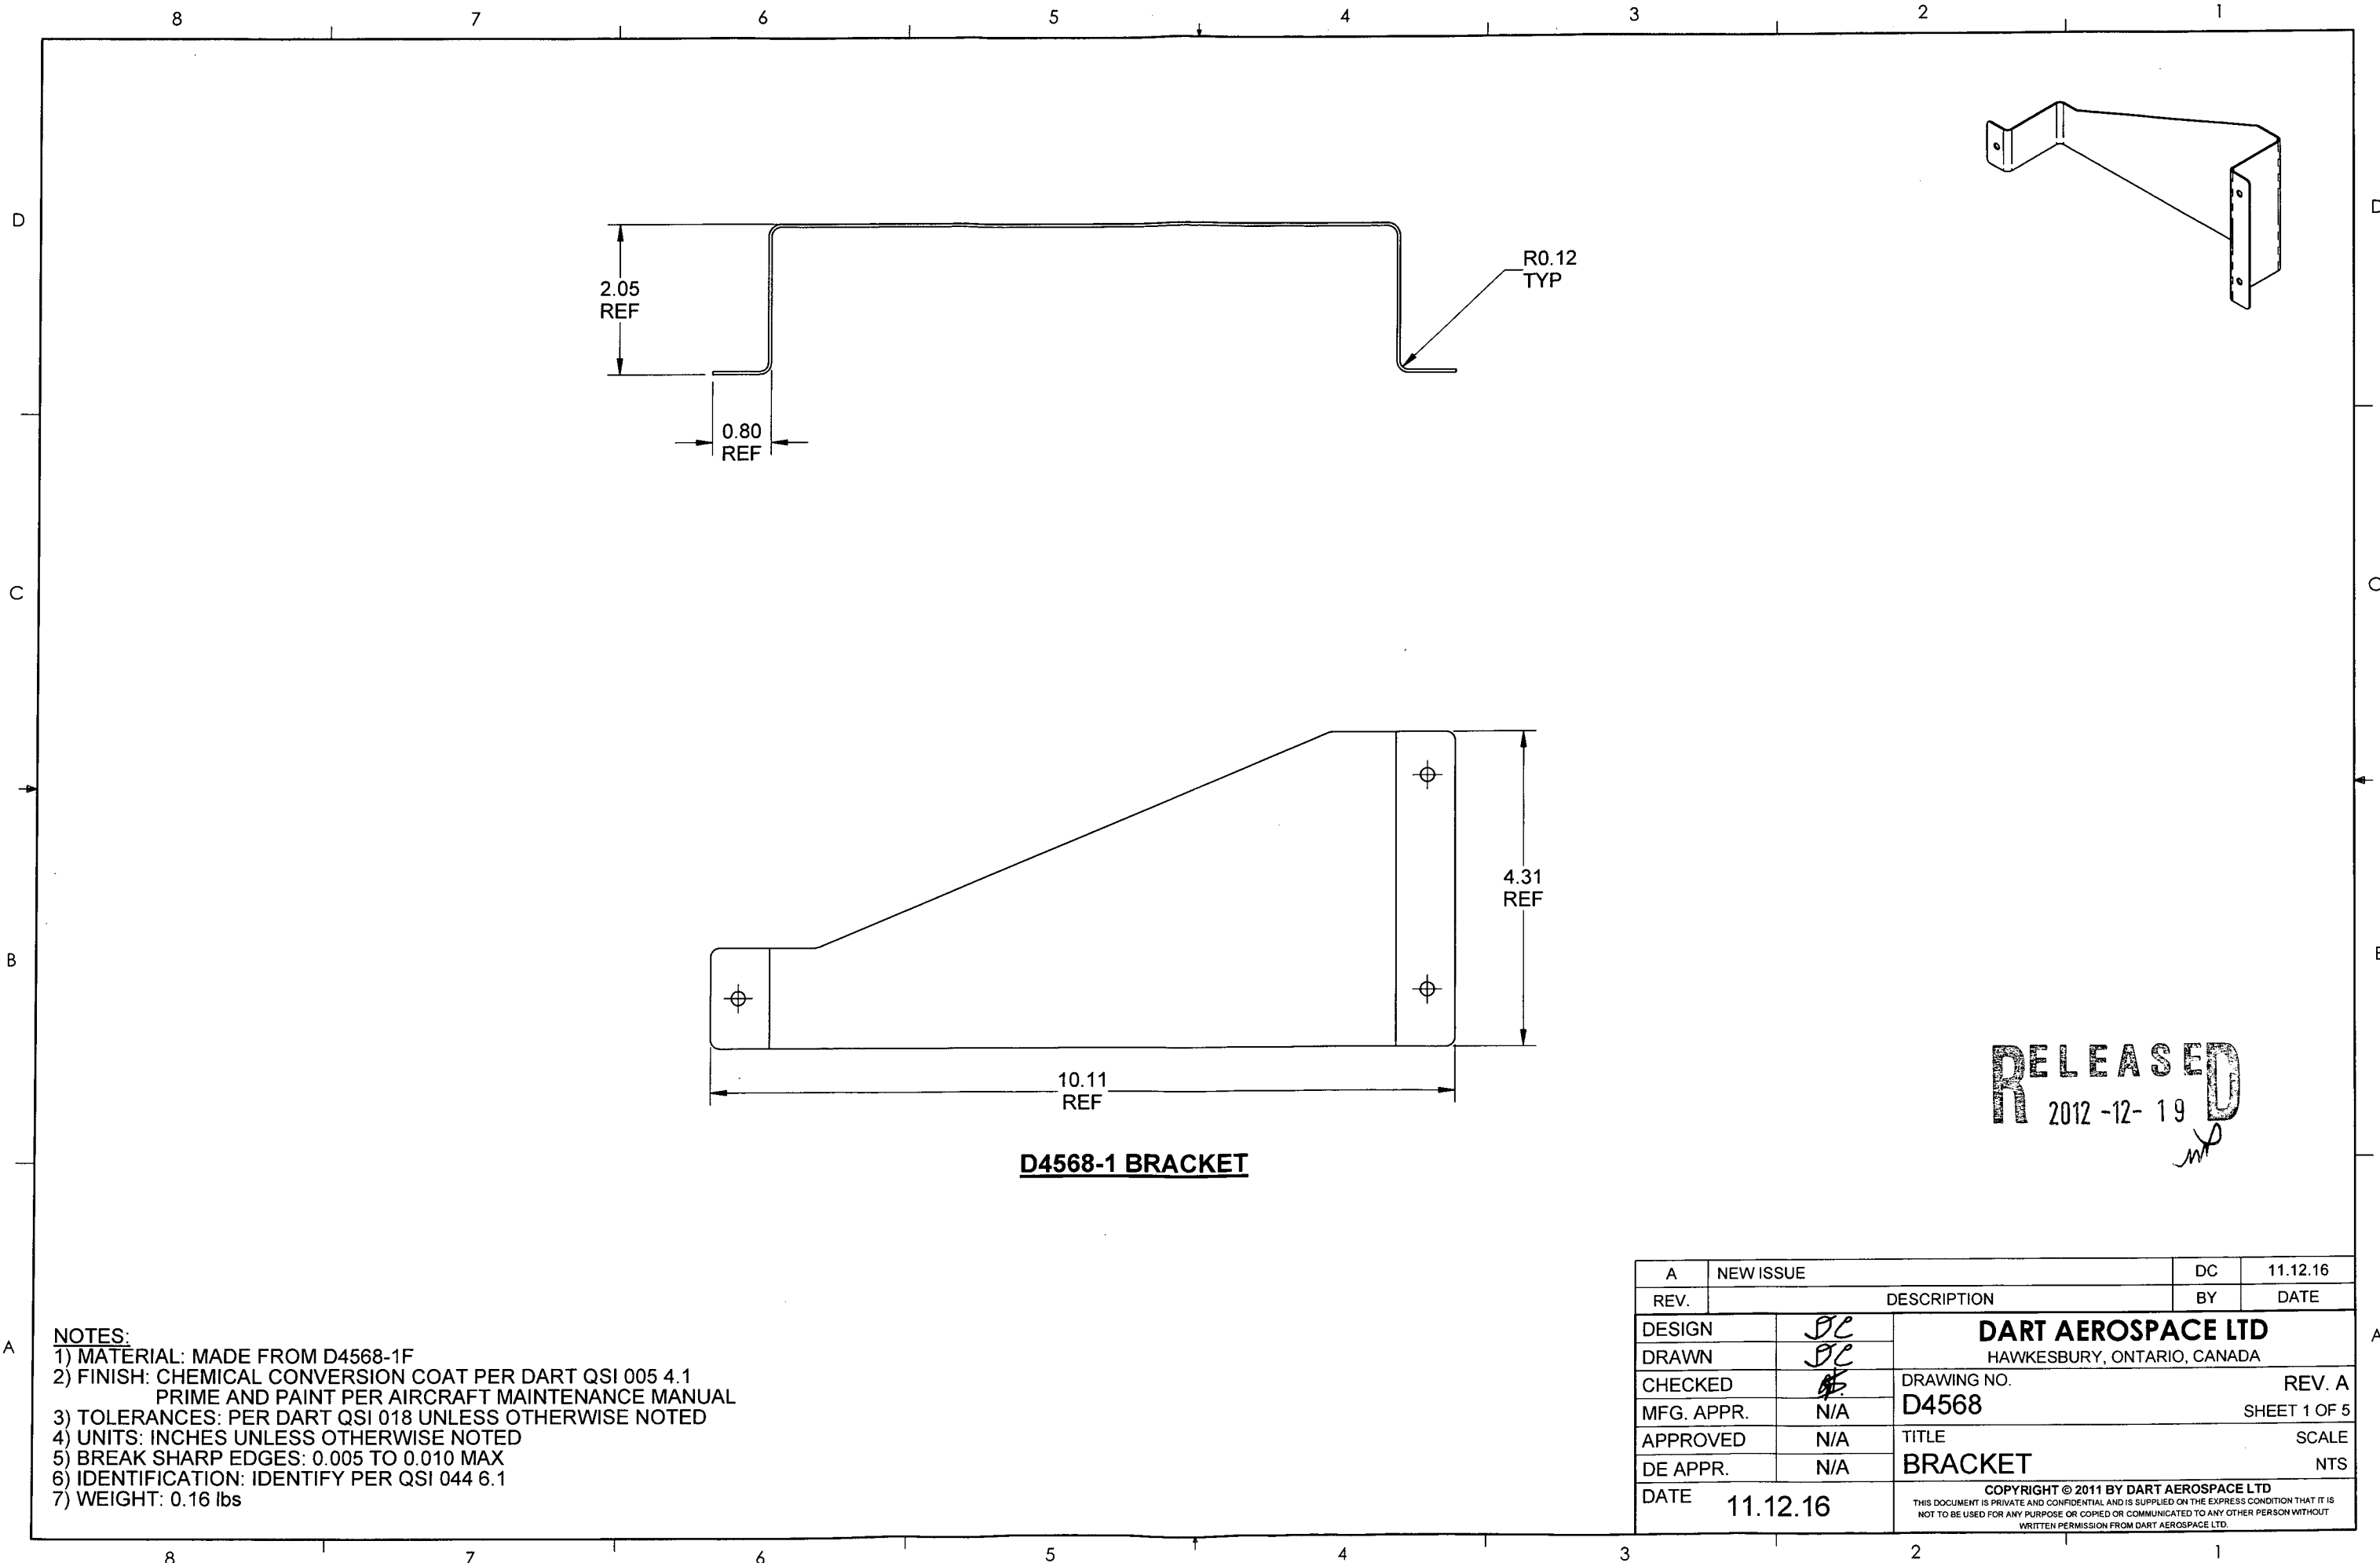 8 7 6 5 4 3 2 1
D
D
2.05
REF
R0.12
TYP
0.80
REF
C
C
4.31
REF
B
B
10.11
REF
D4568-1 BRACKET
RELEASED
2012 -12- 19
A
A
NOTES:
1) MATERIAL: MADE FROM D4568-1F
2) FINISH: CHEMICAL CONVERSION COAT PER DART QSI 005 4.1
PRIME AND PAINT PER AIRCRAFT MAINTENANCE MANUAL
3) TOLERANCES: PER DART QSI 018 UNLESS OTHERWISE NOTED
4) UNITS: INCHES UNLESS OTHERWISE NOTED
5) BREAK SHARP EDGES: 0.005 TO 0.010 MAX
6) IDENTIFICATION: IDENTIFY PER QSI 044 6.1
7) WEIGHT: 0.16 lbs
A NEW ISSUE DC 11.12.16
REV. DESCRIPTION BY DATE
DESIGN DC
DRAWN DC
CHECKED
MFG. APPR. N/A
APPROVED N/A
DE APPR. N/A
DATE 11.12.16
DART AEROSPACE LTD
HAWKESBURY, ONTARIO, CANADA
DRAWING NO. REV. A
D4568 SHEET 1 OF 5
TITLE SCALE
BRACKET NTS
COPYRIGHT © 2011 BY DART AEROSPACE LTD
THIS DOCUMENT IS PRIVATE AND CONFIDENTIAL AND IS SUPPLIED ON THE EXPRESS CONDITION THAT IT IS
NOT TO BE USED FOR ANY PURPOSE OR COPIED OR COMMUNICATED TO ANY OTHER PERSON WITHOUT
WRITTEN PERMISSION FROM DART AEROSPACE LTD.
8 7 6 5 4 3 2 1